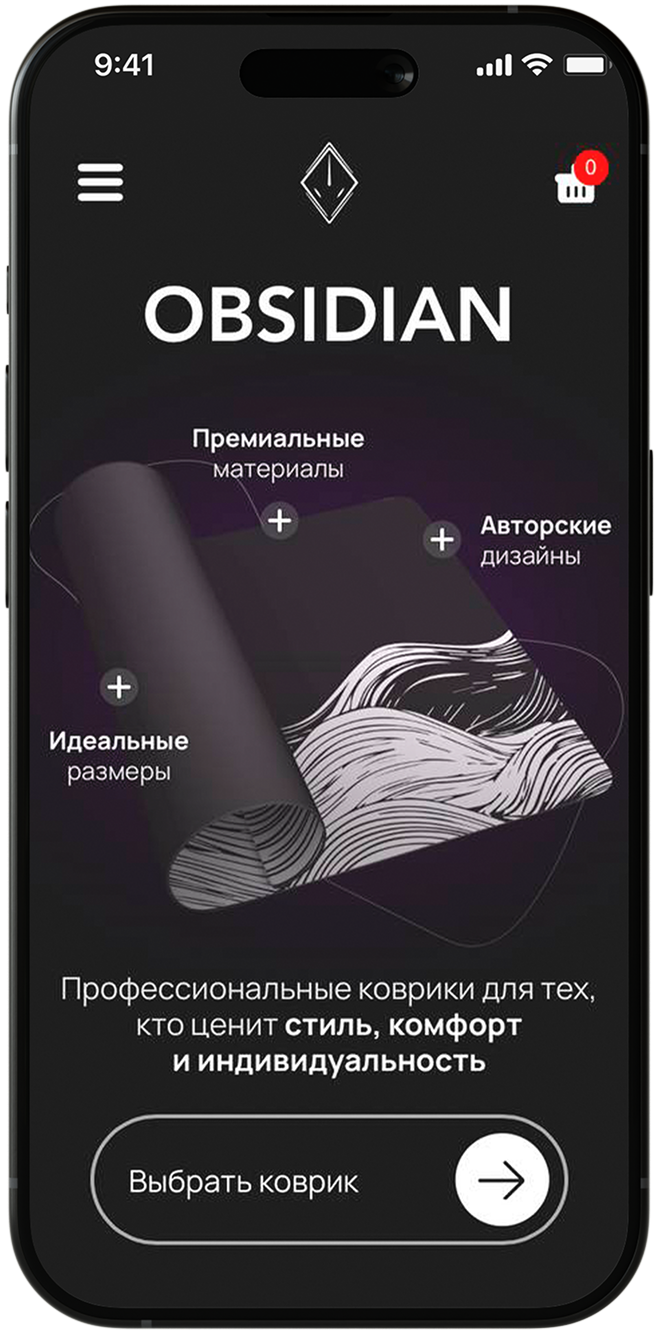 9:41
0
OBSIDIAN
Премиальные
материалы
Авторские
дизайны
Идеальные
размеры
Профессиональные коврики для тех,
кто ценит стиль, комфорт
и индивидуальность
Выбрать коврик